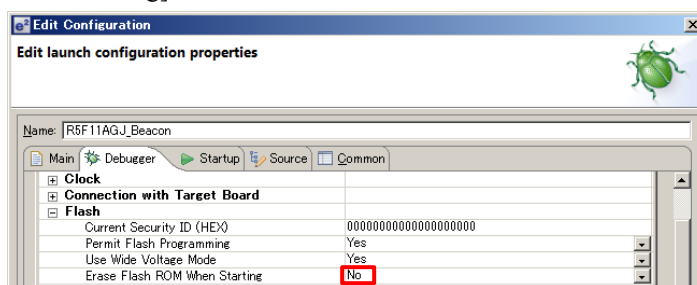 e² Edit Configuration
Edit launch configuration properties
Name: R5F11AGJ_Beacon
Main Debugger Startup Source Common
Clock
Connection with Target Board
Flash
Current Security ID (HEX) 00000000000000000000
Permit Flash Programming Yes
Use Wide Voltage Mode Yes
Erase Flash ROM When Starting No